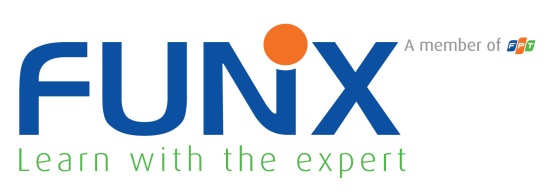 FUNiX
A member of FPT
Learn with the expert